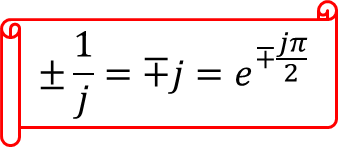 ± 1/j = ∓j = e^(∓jπ/2)